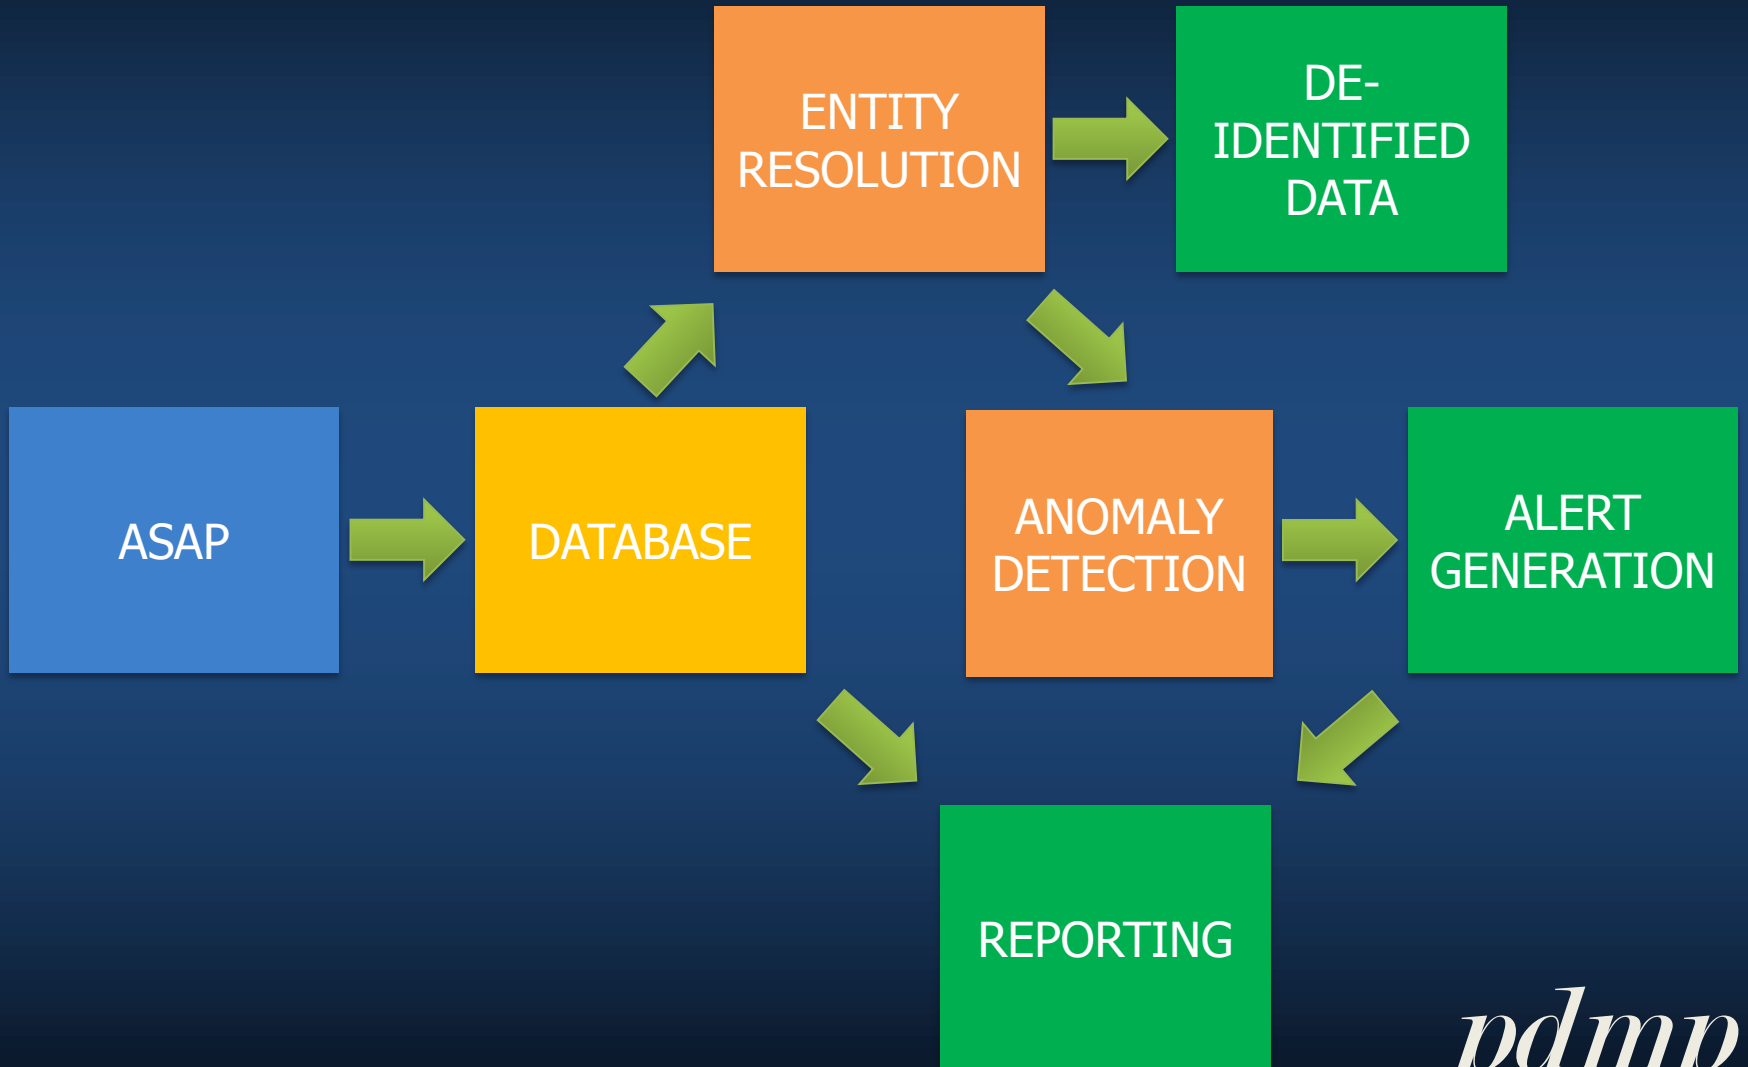 ENTITY
RESOLUTION
DE-
IDENTIFIED
DATA
ASAP
DATABASE
ANOMALY
DETECTION
ALERT
GENERATION
REPORTING
pdmp